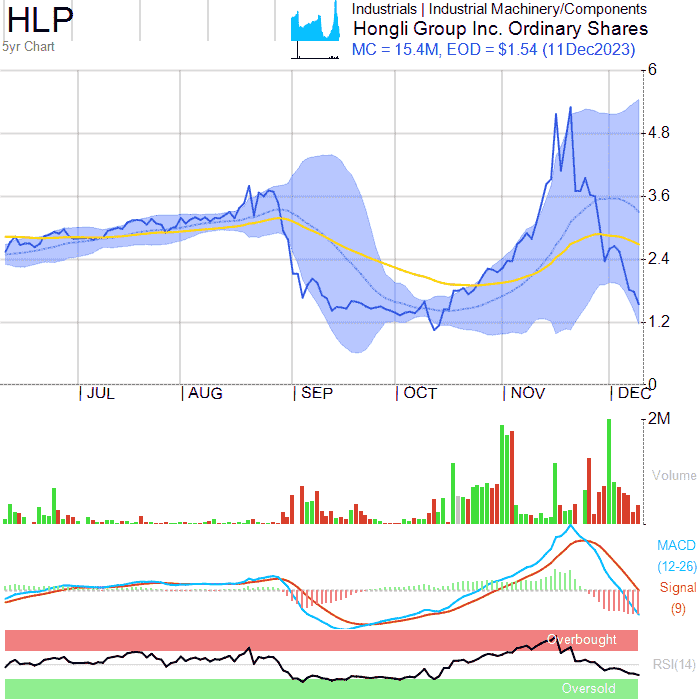 HLP
5yr Chart
Industrials | Industrial Machinery/Components
Hongli Group Inc. Ordinary Shares
MC = 15.4M, EOD = $1.54 (11Dec2023)
6
4.8
3.6
2.4
1.2
0
JUL AUG SEP OCT NOV DEC
2M
Volume
MACD
(12-26)
Signal
(9)
Overbought
RSI(14)
Oversold